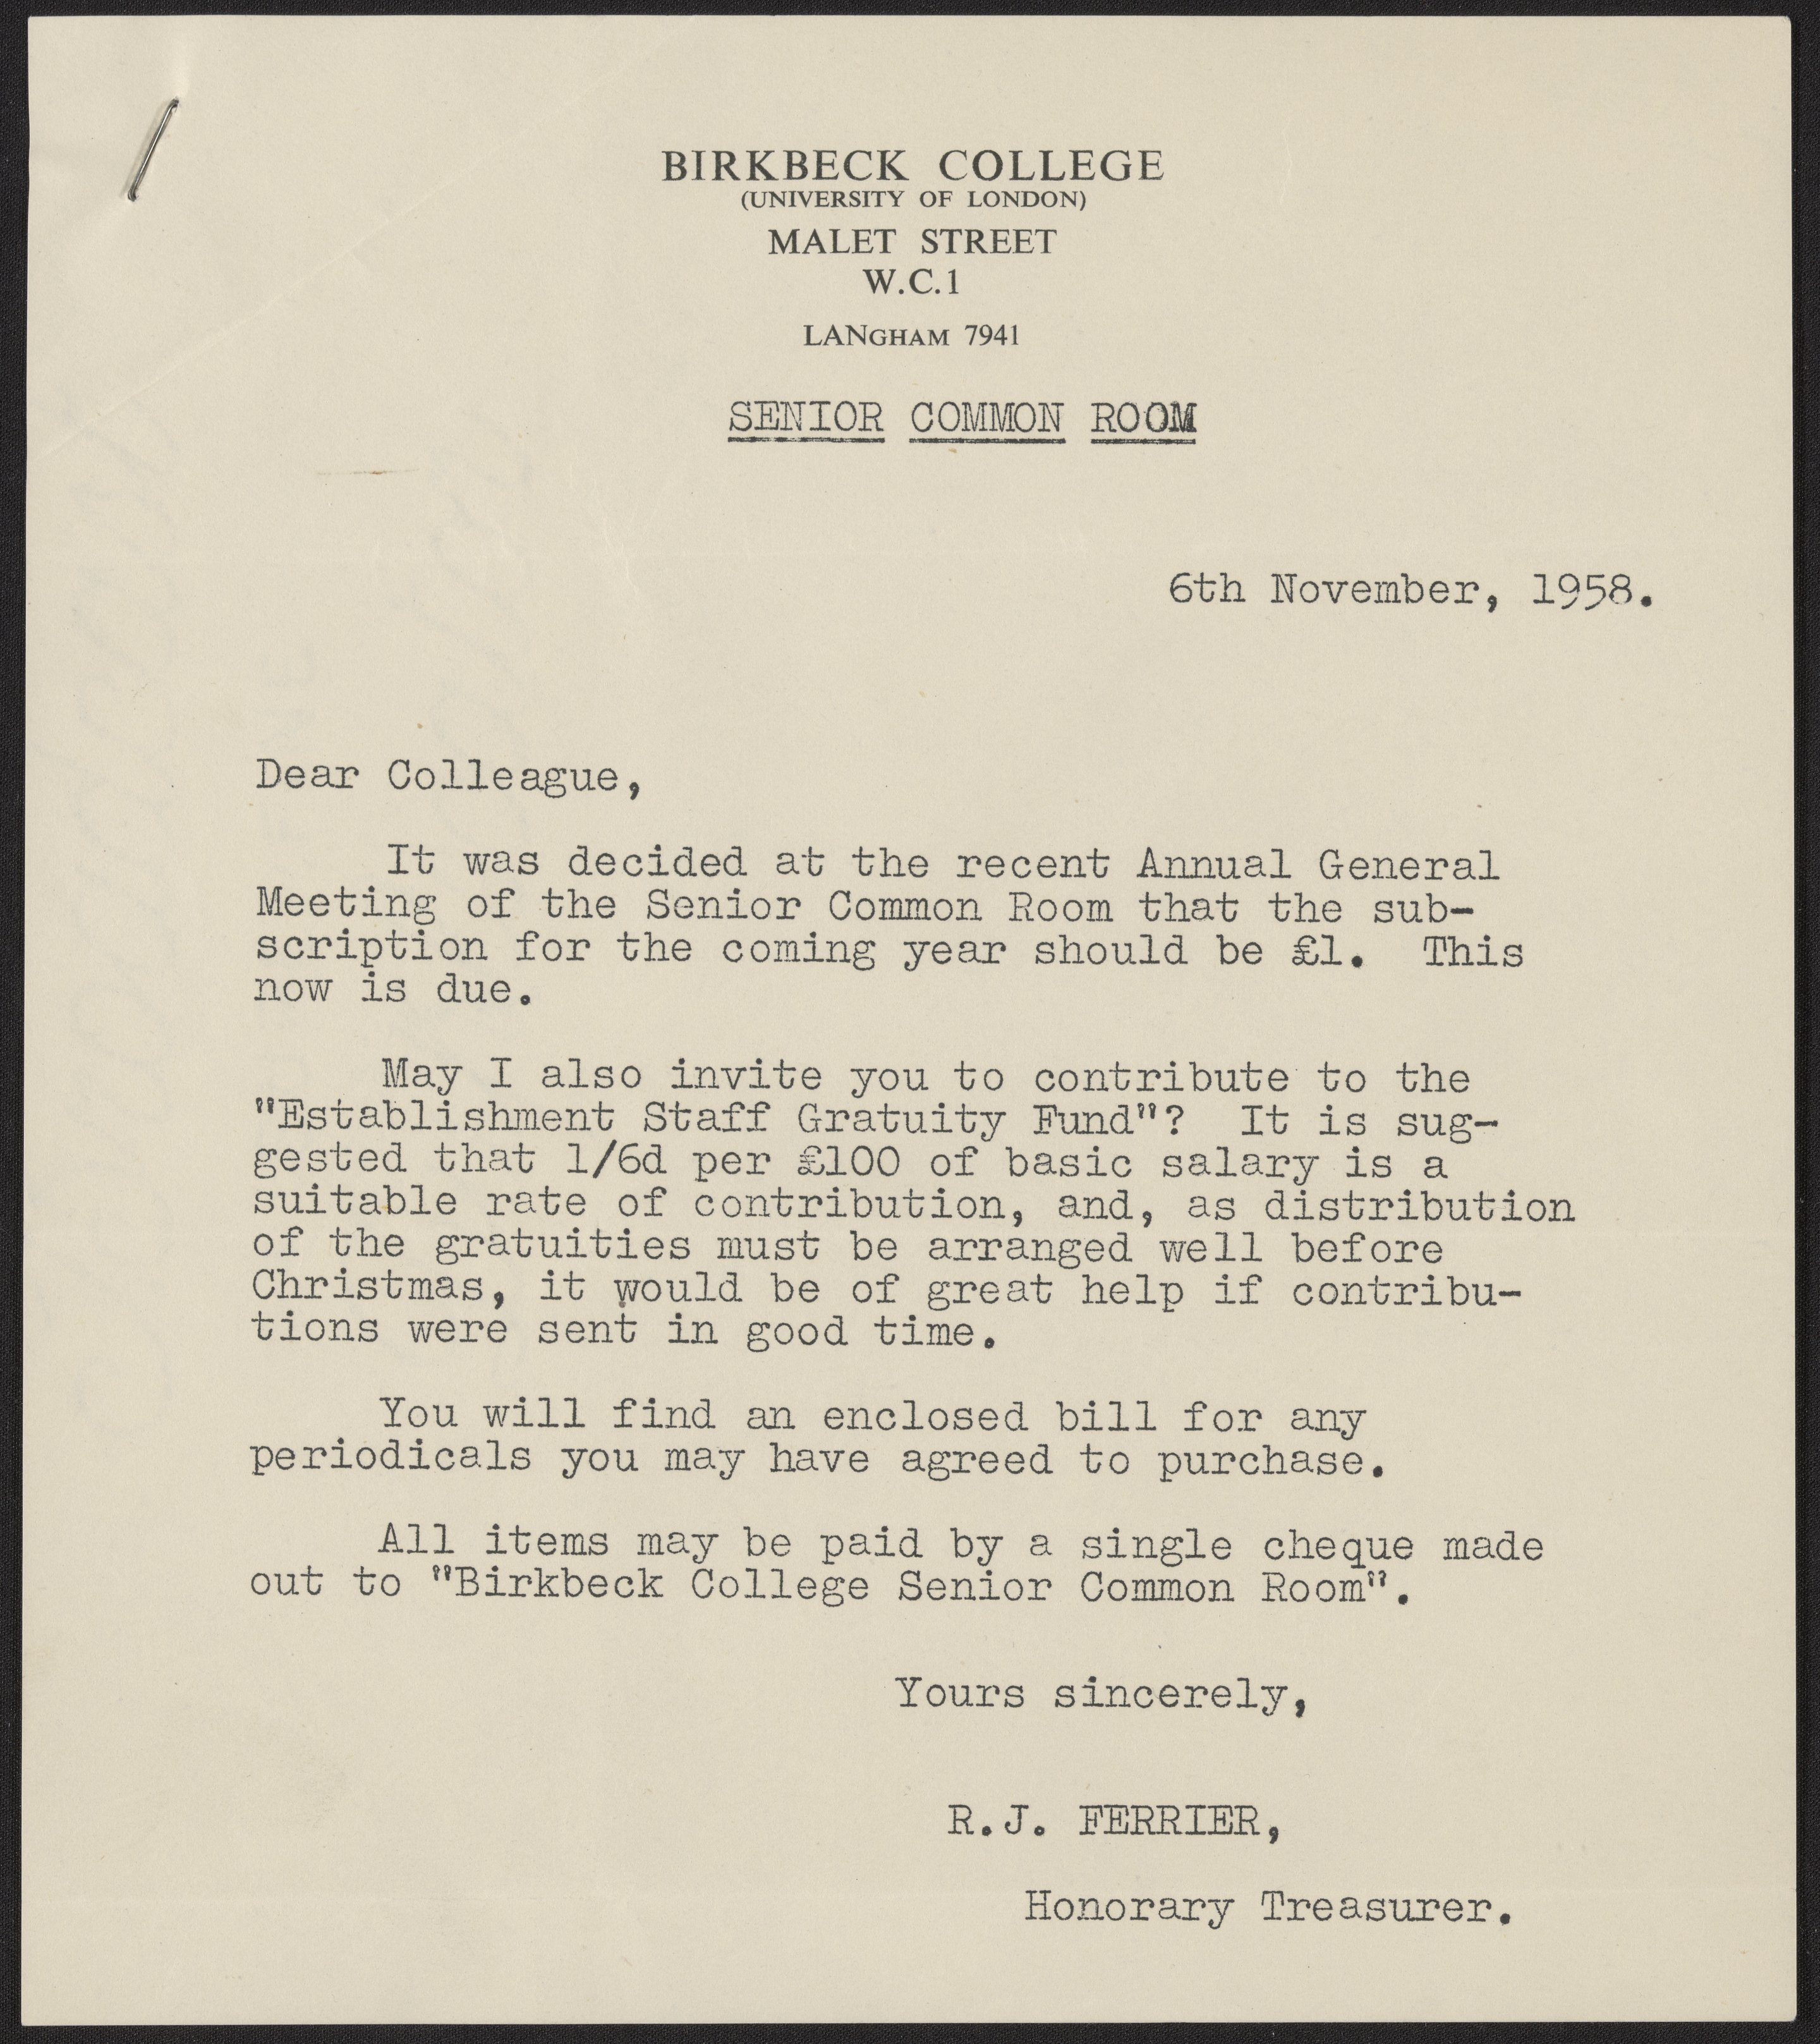 BIRKBECK COLLEGE
(UNIVERSITY OF LONDON)
MALET STREET
W.C.1
LANGHAM 7941
SENIOR COMMON ROOM
6th November, 1958.
Dear Colleague,
It was decided at the recent Annual General
Meeting of the Senior Common Room that the sub-
scription for the coming year should be £1. This
now is due.
May I also invite you to contribute to the
"Establishment Staff Gratuity Fund"? It is sug-
gested that 1/6d per £100 of basic salary is a
suitable rate of contribution, and, as distribution
of the gratuities must be arranged well before
Christmas, it would be of great help if contribu-
tions were sent in good time.
You will find an enclosed bill for any
periodicals you may have agreed to purchase.
All items may be paid by a single cheque made
out to "Birkbeck College Senior Common Room".
Yours sincerely,
R.J. FERRIER,
Honorary Treasurer.